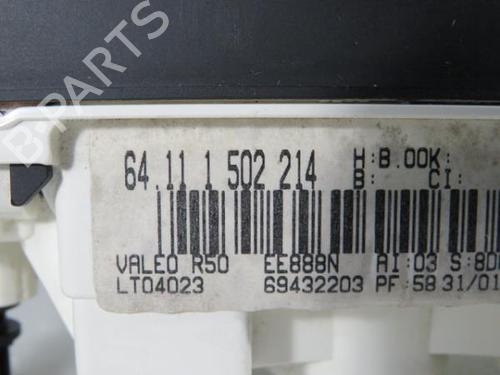 B-PARTS
64.11 1 502 214
H:B.00K:
B: CI:
VALEO R50 EE888N AI:03 S:8D
LT04023 69432203 PF:58 31/01